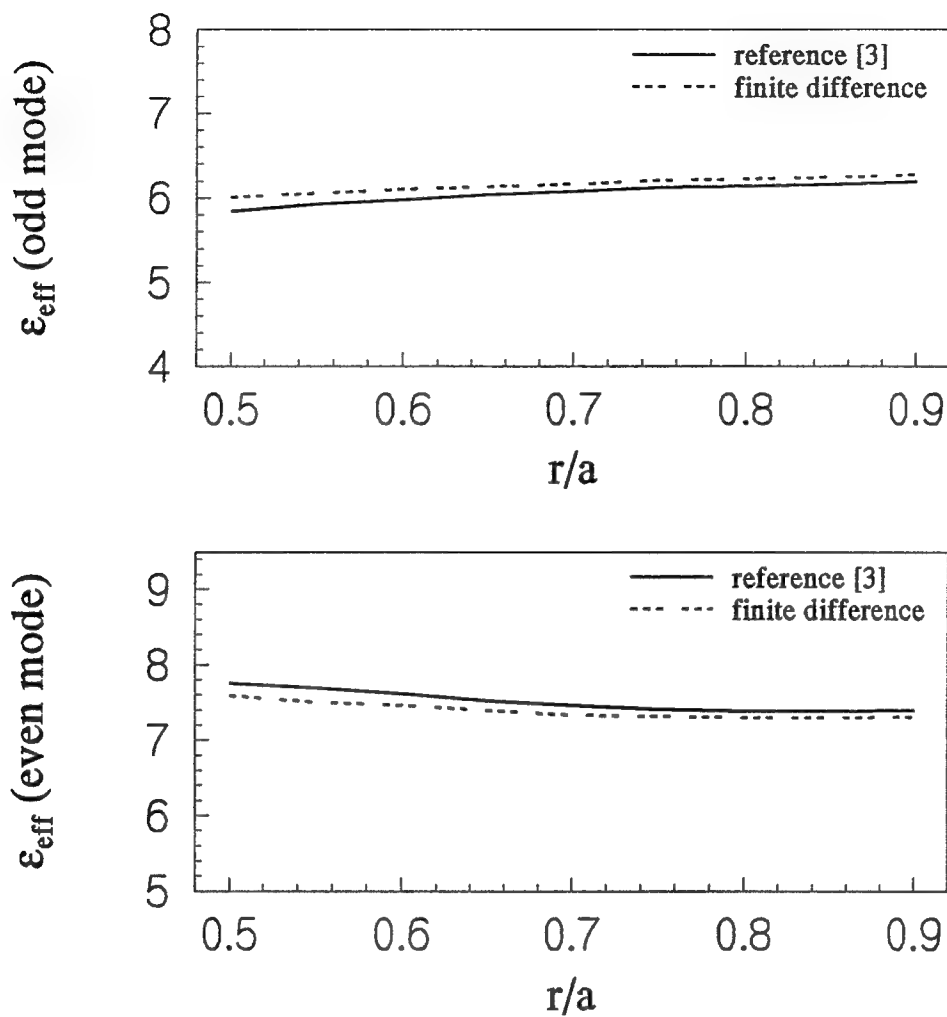 8
reference [3]
finite difference
7
6
5
4
ε_eff (odd mode)
0.5 0.6 0.7 0.8 0.9
r/a
9
reference [3]
finite difference
8
7
6
5
ε_eff (even mode)
0.5 0.6 0.7 0.8 0.9
r/a